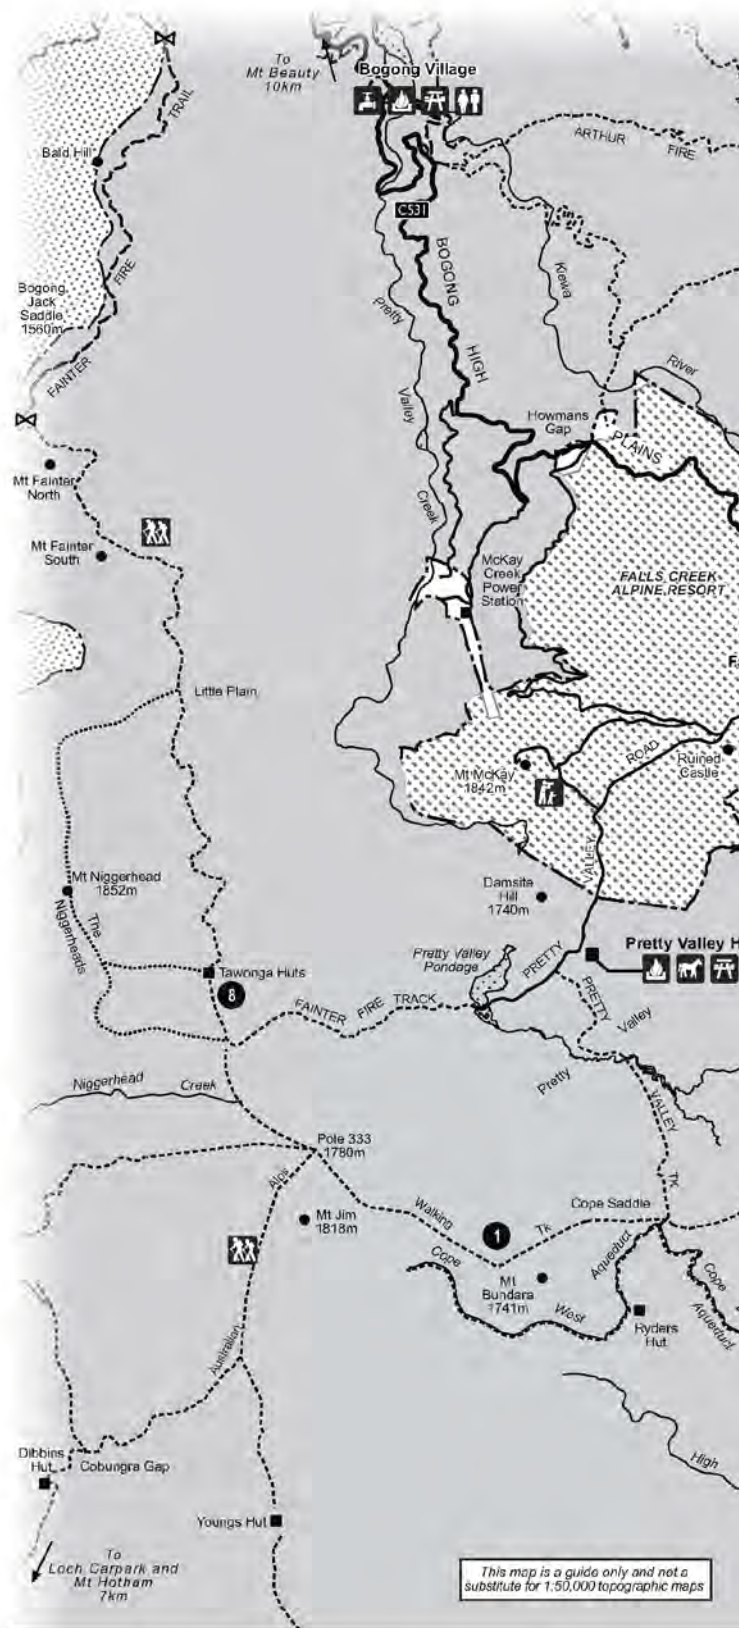 To
Mt Beauty
10km
Bogong Village
TRAIL
ARTHUR FIRE
Bald Hill
C531
BOGONG
FIRE
Kiewa
Bogong
Jack
Saddle
1560m
Pretty
HIGH
River
FAINTER
Valley
Howmans
Gap
PLAINS
Mt Fainter
North
Creek
Mt Fainter
South
McKay
Creek
Power
Station
FALLS CREEK
ALPINE RESORT
F
Little Plain
ROAD
Ruined
Castle
Mt McKay
1842m
VALLEY
Mt Niggerhead
1852m
Damsite
Hill
1740m
The
Niggerheads
Pretty Valley H
Pretty Valley
Pondage
PRETTY
Tawonga Huts
8
PRETTY
FAINTER FIRE TRACK
Valley
Pretty
Niggerhead Creek
VALLEY
Pole 333
1780m
TK
Alps
Walking
Tk
Cope Saddle
Mt Jim
1818m
1
Aqueduct
Cope
Cope
Mt
Bundara
1741m
West
Aqueduct
Ryders
Hut
Australian
Dibbins
Hut
Cobungra Gap
High
Youngs Hut
To
Loch Carpark and
Mt Hotham
7km
This map is a guide only and not a
substitute for 1:50,000 topographic maps